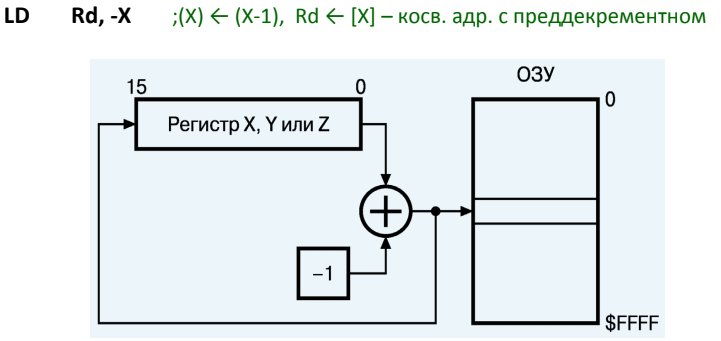 LD Rd, -X ;(X) ← (X-1), Rd ← [X] – косв. адр. с преддекрементном
ОЗУ
15 0 0
Регистр X, Y или Z
+
−1
$FFFF